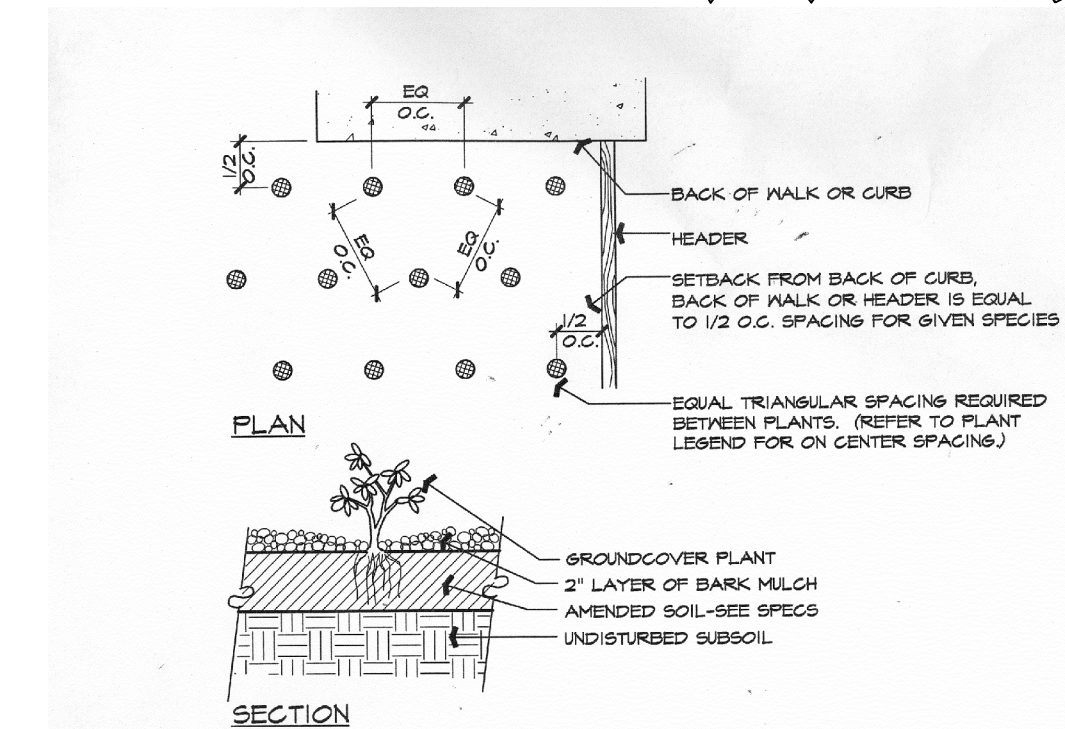 EQ
O.C.
1/2
O.C.
BACK OF WALK OR CURB
HEADER
EQ
O.C.
EQ
O.C.
SETBACK FROM BACK OF CURB,
BACK OF WALK OR HEADER IS EQUAL
TO 1/2 O.C. SPACING FOR GIVEN SPECIES
1/2
O.C.
EQUAL TRIANGULAR SPACING REQUIRED
BETWEEN PLANTS. (REFER TO PLANT
LEGEND FOR ON CENTER SPACING.)
PLAN
GROUNDCOVER PLANT
2" LAYER OF BARK MULCH
AMENDED SOIL-SEE SPECS
UNDISTURBED SUBSOIL
SECTION